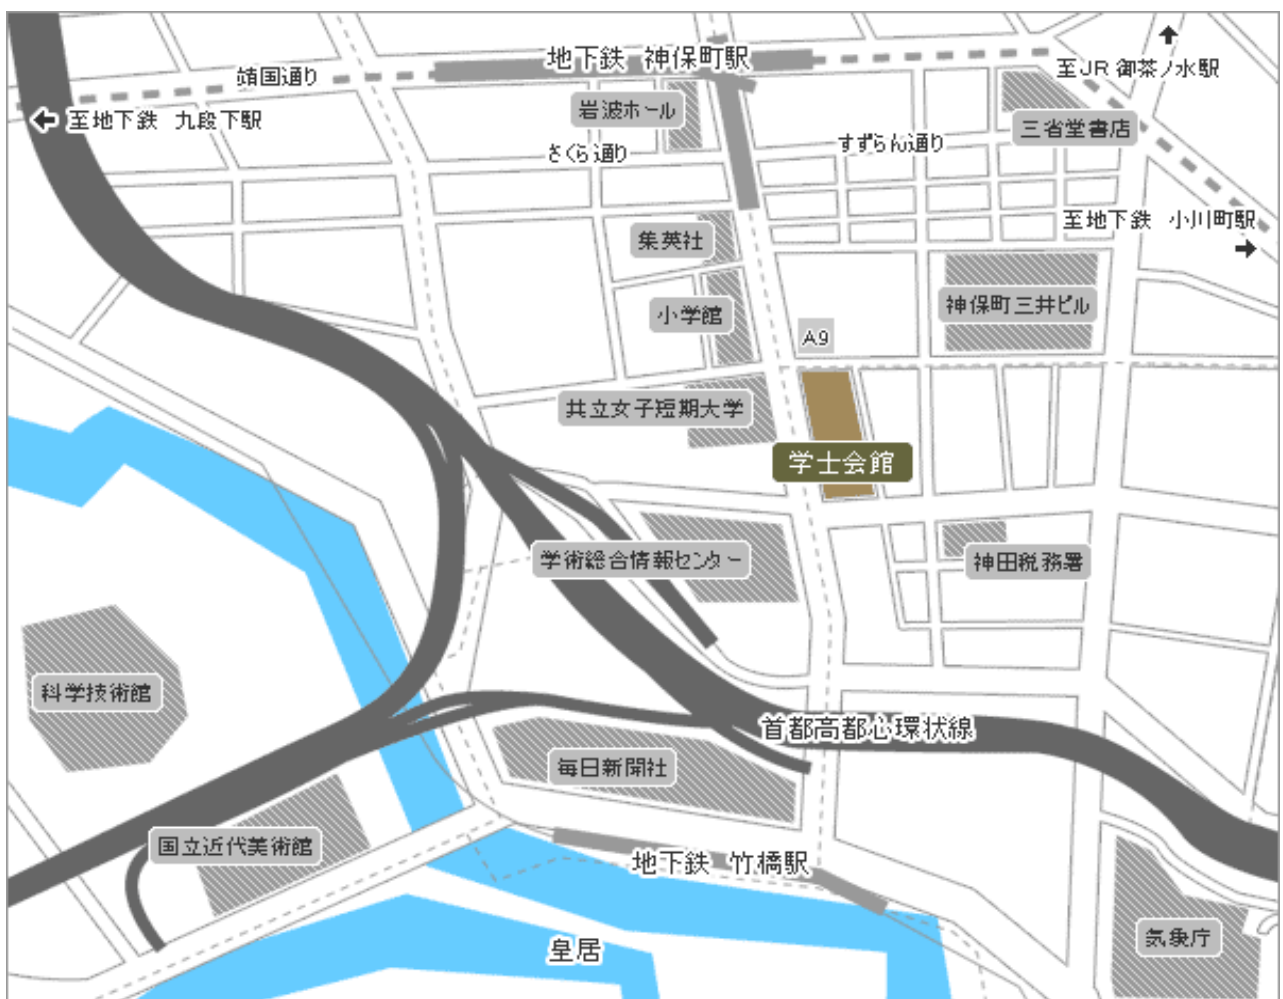 地下鉄 神保町駅
靖国通り
至JR 御茶ノ水駅
岩波ホール
至地下鉄 九段下駅
三省堂書店
さくら通り
すずらん通り
至地下鉄 小川町駅
集英社
小学館
神保町三井ビル
A9
共立女子短期大学
学士会館
学術総合情報センター
神田税務署
科学技術館
首都高都心環状線
毎日新聞社
国立近代美術館
地下鉄 竹橋駅
気象庁
皇居